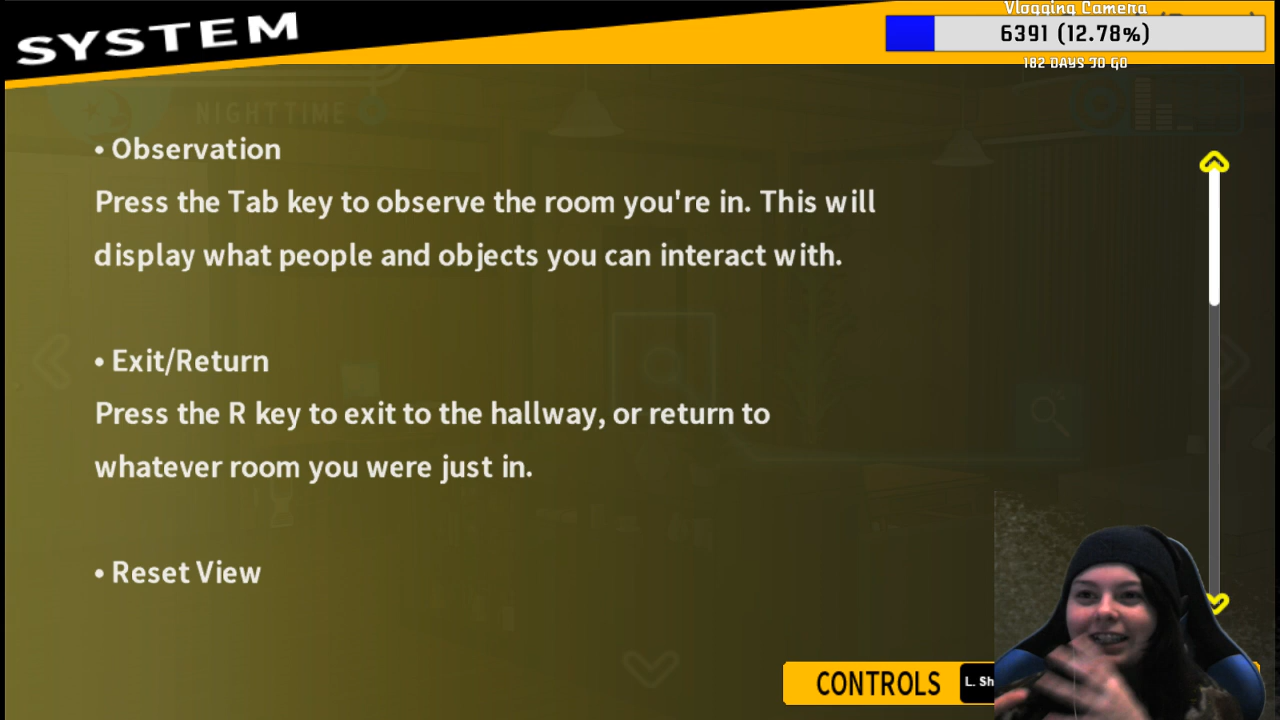 SYSTEM
Vlogging Camera
6391 (12.78%)
182 DAYS TO GO
NIGHTTIME
• Observation
Press the Tab key to observe the room you're in. This will
display what people and objects you can interact with.
• Exit/Return
Press the R key to exit to the hallway, or return to
whatever room you were just in.
• Reset View
CONTROLS
L. Sh